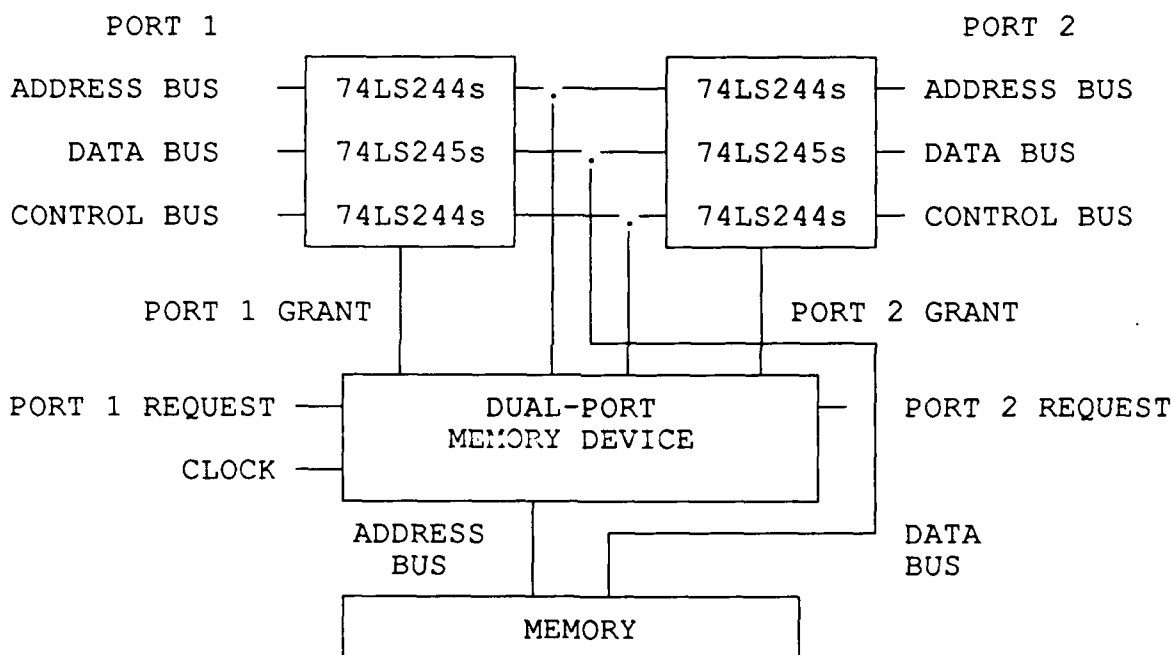 PORT 1
PORT 2
ADDRESS BUS
74LS244s
74LS244s
ADDRESS BUS
DATA BUS
74LS245s
74LS245s
DATA BUS
CONTROL BUS
74LS244s
74LS244s
CONTROL BUS
PORT 1 GRANT
PORT 2 GRANT
PORT 1 REQUEST
DUAL-PORT
MEMORY DEVICE
PORT 2 REQUEST
CLOCK
ADDRESS
BUS
DATA
BUS
MEMORY